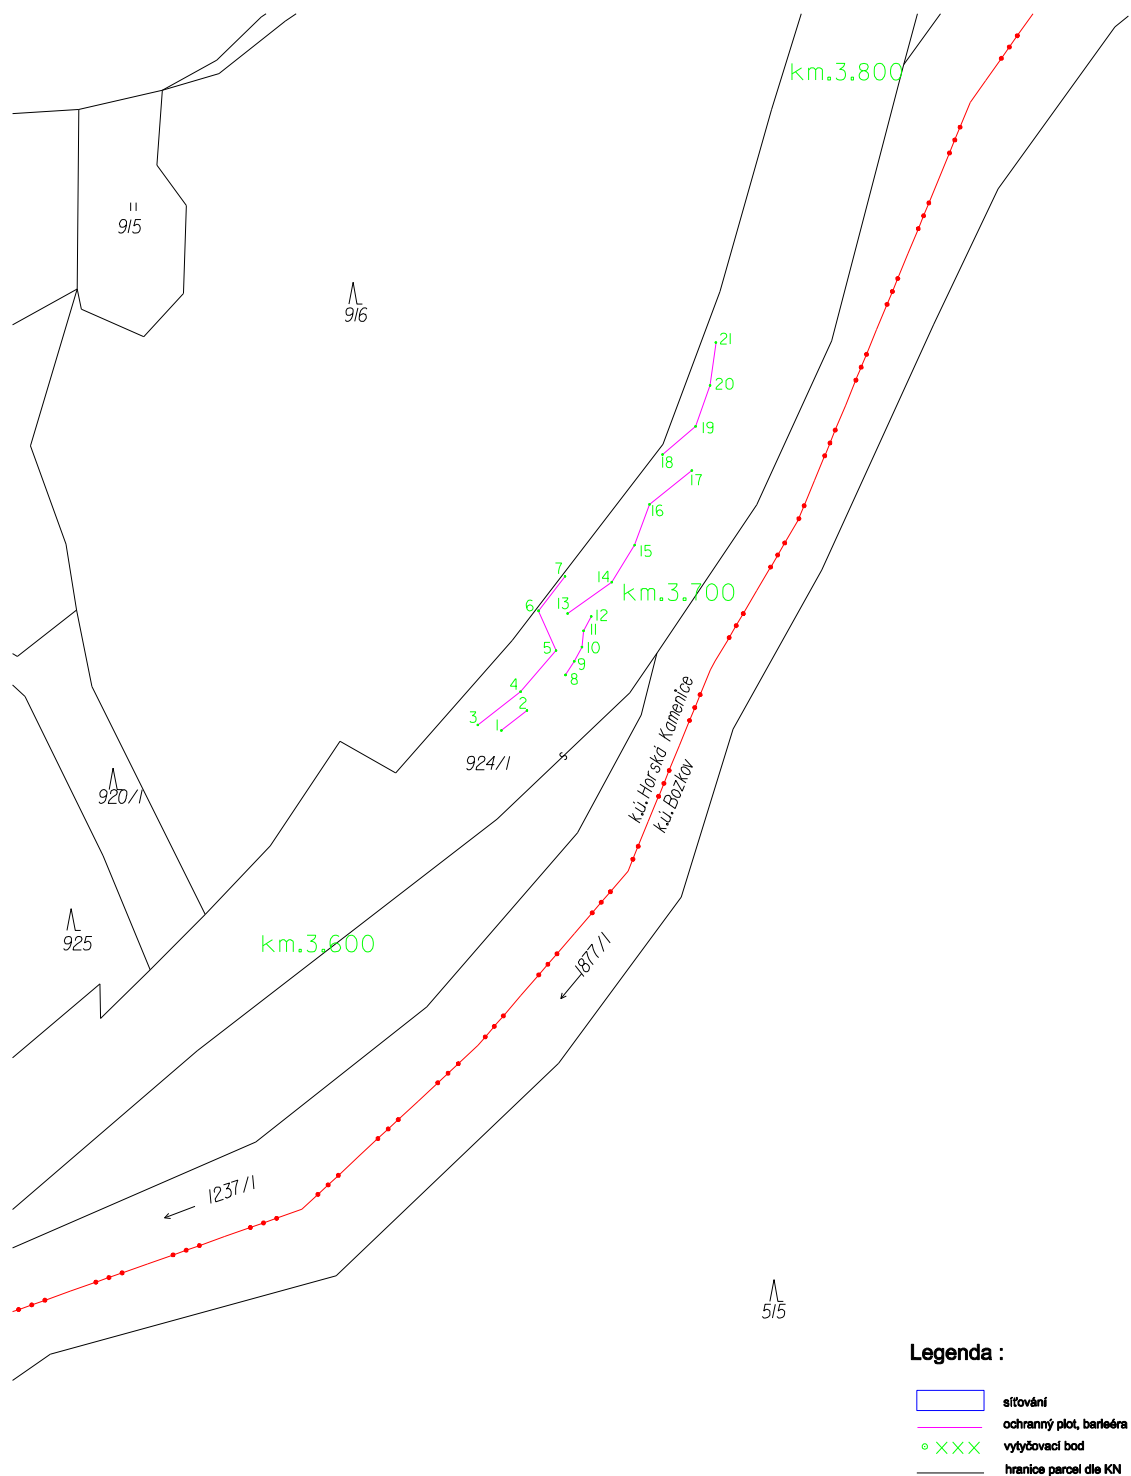 km.3.800
915
916
21
20
19
18
17
16
15
7
14
km.3.700
6
13
12
11
5
10
9
8
4
2
3
1
924/1
s
k.ú.Horská Kamenice
k.ú.Bozkov
920/1
925
km.3.600
1877/1
1237/1
515
Legenda :
síťování
ochranný plot, barleéra
vytyčovací bod
hranice parcel dle KN